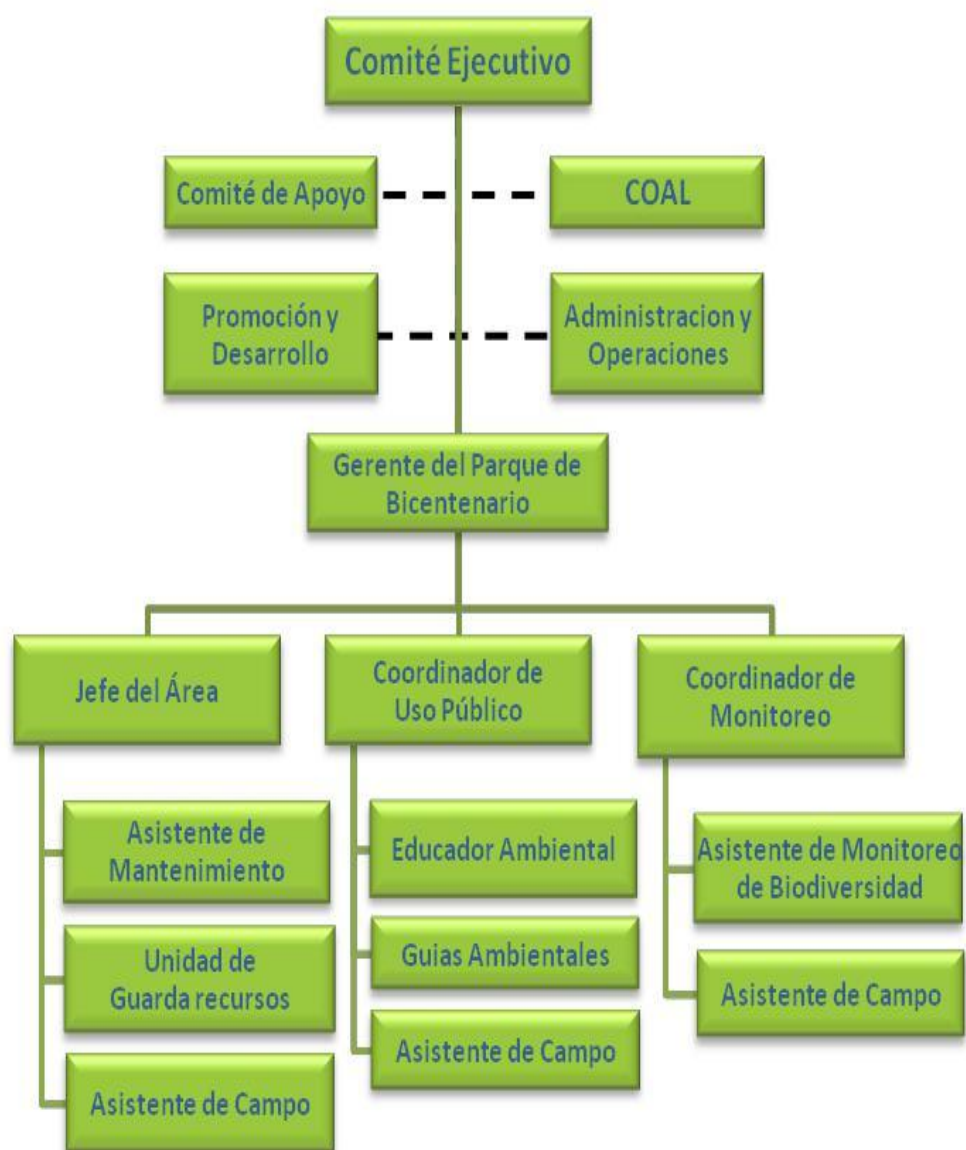 Comité Ejecutivo
Comité de Apoyo
COAL
Promoción y
Desarrollo
Administracion y
Operaciones
Gerente del Parque de
Bicentenario
Jefe del Área
Coordinador de
Uso Público
Coordinador de
Monitoreo
Asistente de
Mantenimiento
Unidad de
Guarda recursos
Asistente de Campo
Educador Ambiental
Guias Ambientales
Asistente de Campo
Asistente de Monitoreo
de Biodiversidad
Asistente de Campo